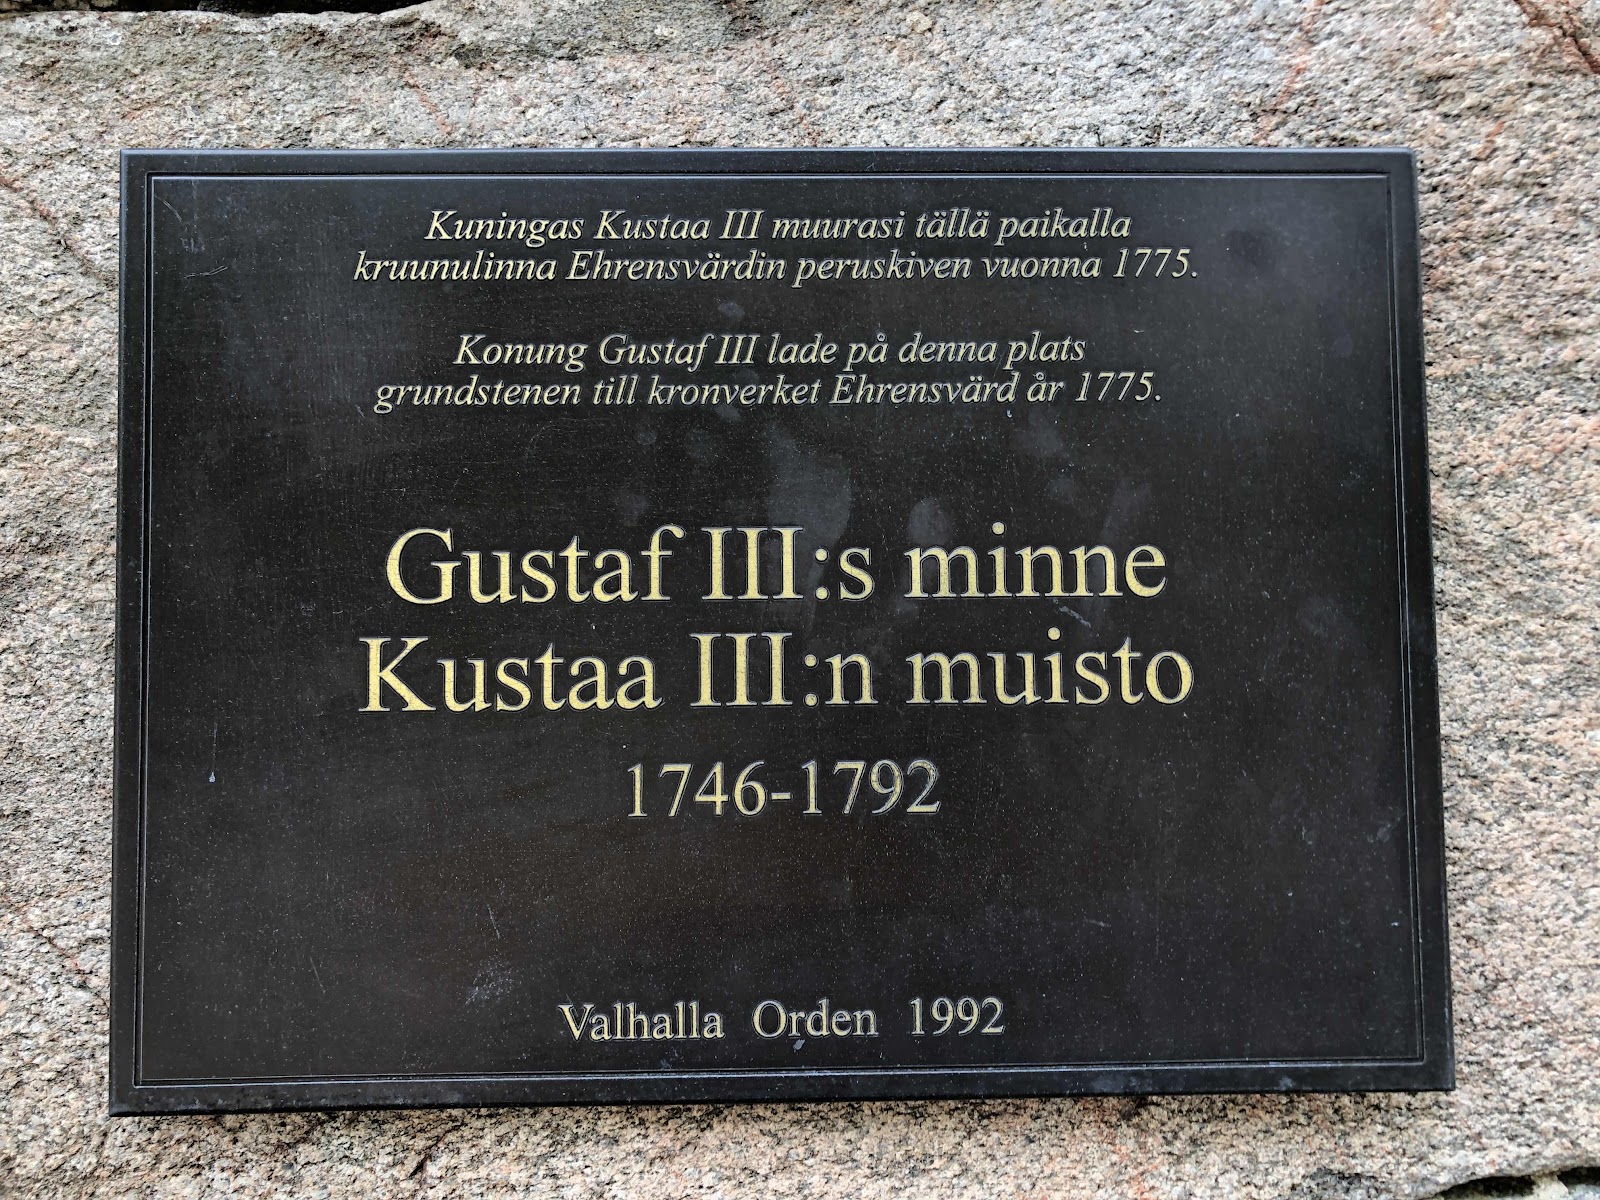 Kuningas Kustaa III muurasi tällä paikalla
kruunulinna Ehrensvärdin peruskiven vuonna 1775.
Konung Gustaf III lade på denna plats
grundstenen till kronverket Ehrensvärd år 1775.
Gustaf III:s minne
Kustaa III:n muisto
1746-1792
Valhalla Orden 1992